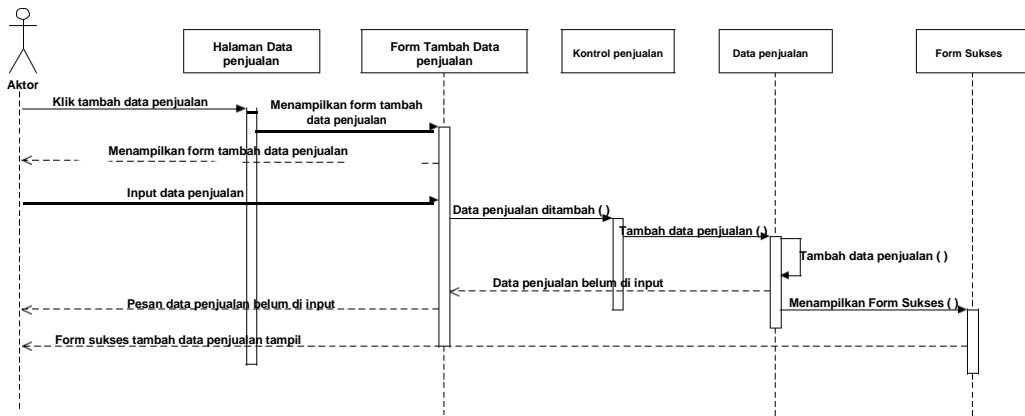 Halaman Data
penjualan
Form Tambah Data
penjualan
Kontrol penjualan
Data penjualan
Form Sukses
Aktor
Klik tambah data penjualan
Menampilkan form tambah
data penjualan
Menampilkan form tambah data penjualan
Input data penjualan
Data penjualan ditambah ( )
Tambah data penjualan ( )
Tambah data penjualan ( )
Data penjualan belum di input
Pesan data penjualan belum di input
Menampilkan Form Sukses ( )
Form sukses tambah data penjualan tampil